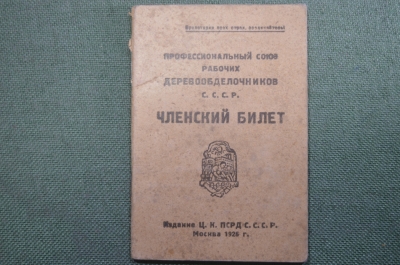 Пролетарии всех стран, соединяйтесь!
ПРОФЕССИОНАЛЬНЫЙ СОЮЗ
РАБОЧИХ
ДЕРЕВООБДЕЛОЧНИКОВ
С. С. С. Р.
ЧЛЕНСКИЙ БИЛЕТ
Издание Ц. К. ПСРД С. С. С. Р.
Москва 1926 г.